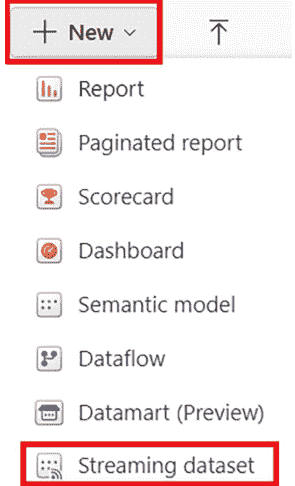 New
Report
Paginated report
Scorecard
Dashboard
Semantic model
Dataflow
Datamart (Preview)
Streaming dataset